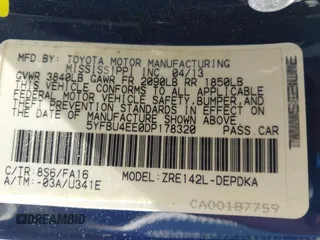 MFD. BY: TOYOTA MOTOR MANUFACTURING
MISSISSIPPI INC 04/13
GVWR 3840LB GAWR FR 2090LB RR 1850LB
THIS VEHICLE CONFORMS TO ALL APPLICABLE
FEDERAL MOTOR VEHICLE SAFETY, BUMPER, AND
THEFT PREVENTION STANDARDS IN EFFECT ON
THE DATE OF MANUFACTURE SHOWN ABOVE.
5YFBU4EE0DP178320 PASS.CAR
C/TR: 8S6/FA16 MODEL: ZRE142L-DEPDKA
A/TM: -03A/U341E
CA00187759
DREAMBID